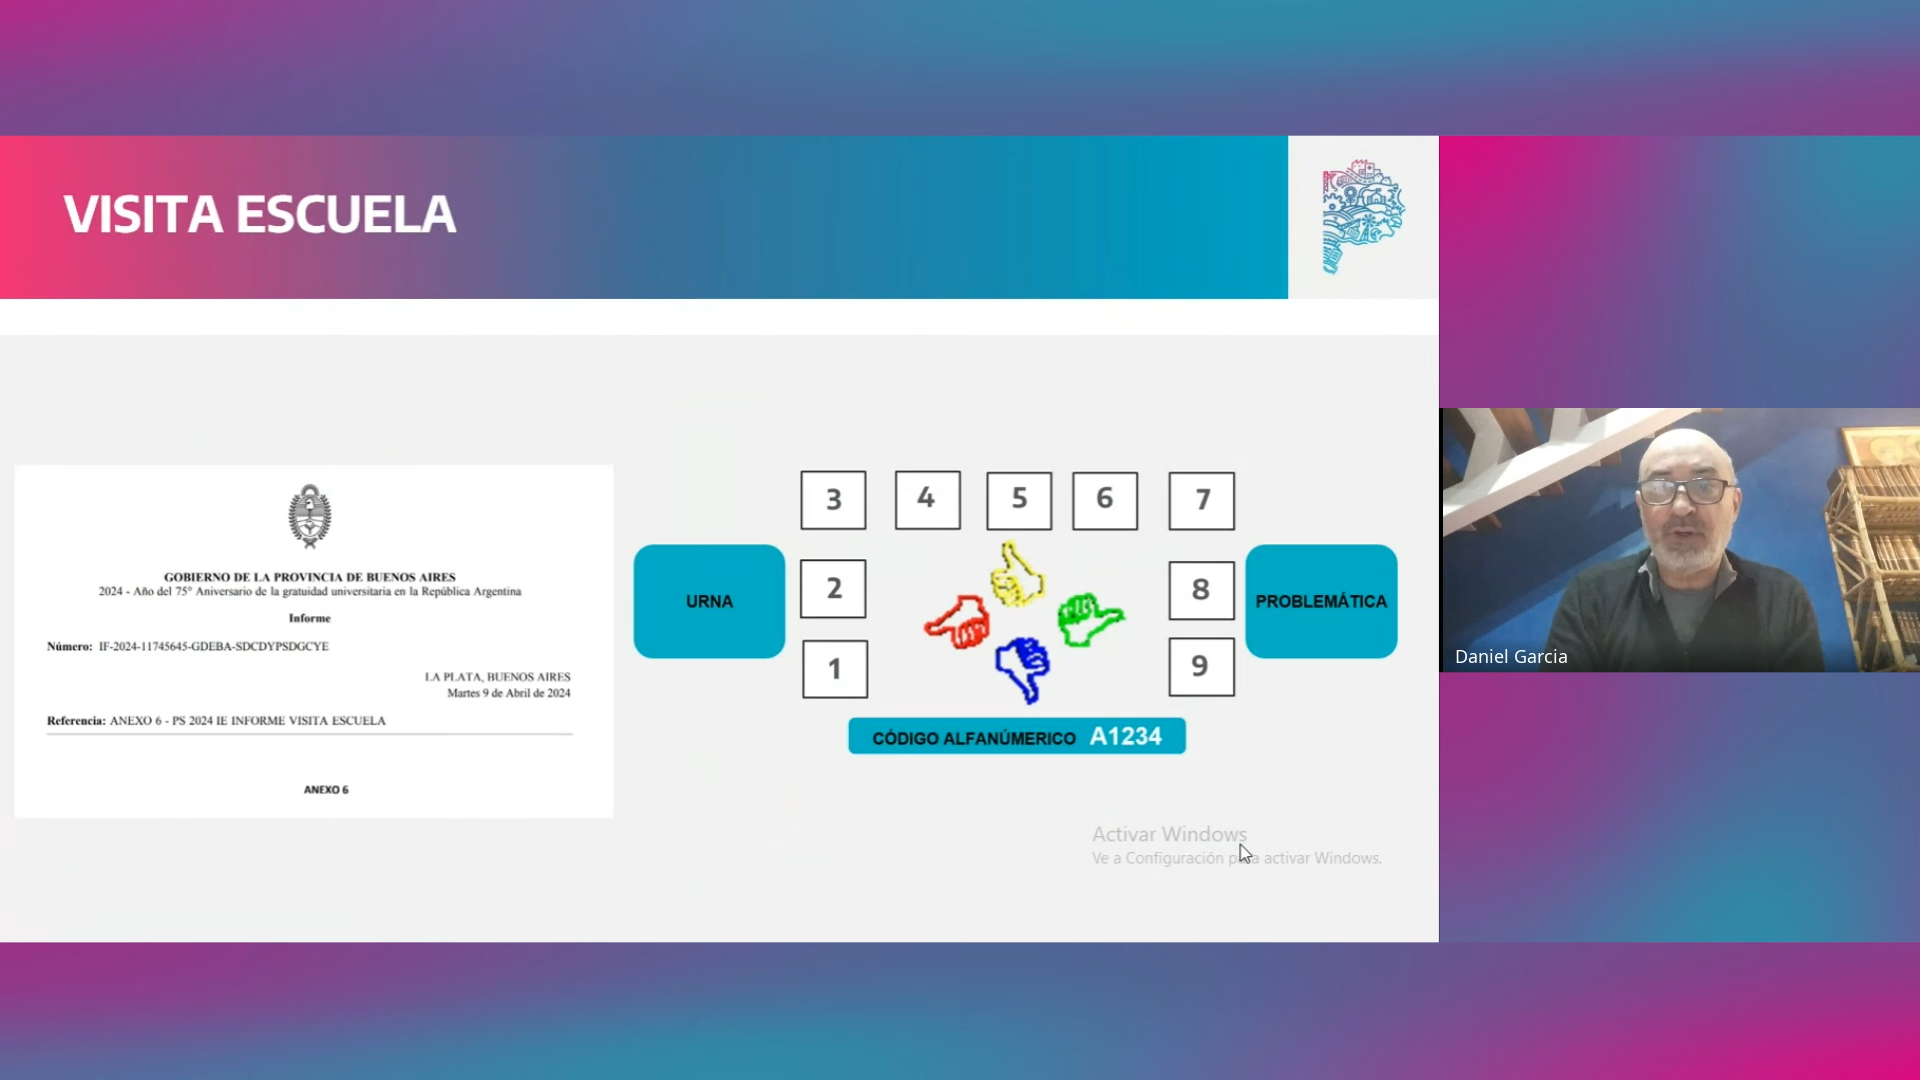 VISITA ESCUELA
GOBIERNO DE LA PROVINCIA DE BUENOS AIRES
2024 - Año del 75° Aniversario de la gratuidad universitaria en la República Argentina
Informe
Número: IF-2024-11745645-GDEBA-SDCDYPSDGCYE
LA PLATA, BUENOS AIRES
Martes 9 de Abril de 2024
Referencia: ANEXO 6 - PS 2024 IE INFORME VISITA ESCUELA
ANEXO 6
URNA
3 4 5 6 7
2 8
1 9
PROBLEMÁTICA
CÓDIGO ALFANÚMERICO A1234
Activar Windows
Ve a Configuración para activar Windows.
Daniel Garcia